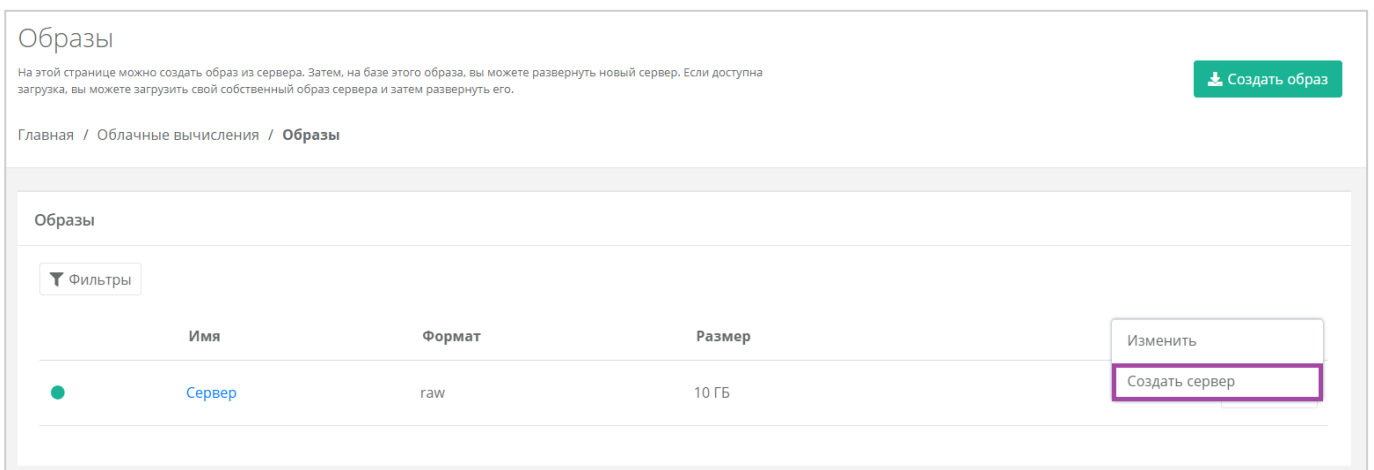 Образы
На этой странице можно создать образ из сервера. Затем, на базе этого образа, вы можете развернуть новый сервер. Если доступна
загрузка, вы можете загрузить свой собственный образ сервера и затем развернуть его.
Создать образ
Главная / Облачные вычисления / Образы
Образы
Фильтры
Имя Формат Размер
Изменить
Сервер raw 10 ГБ
Создать сервер